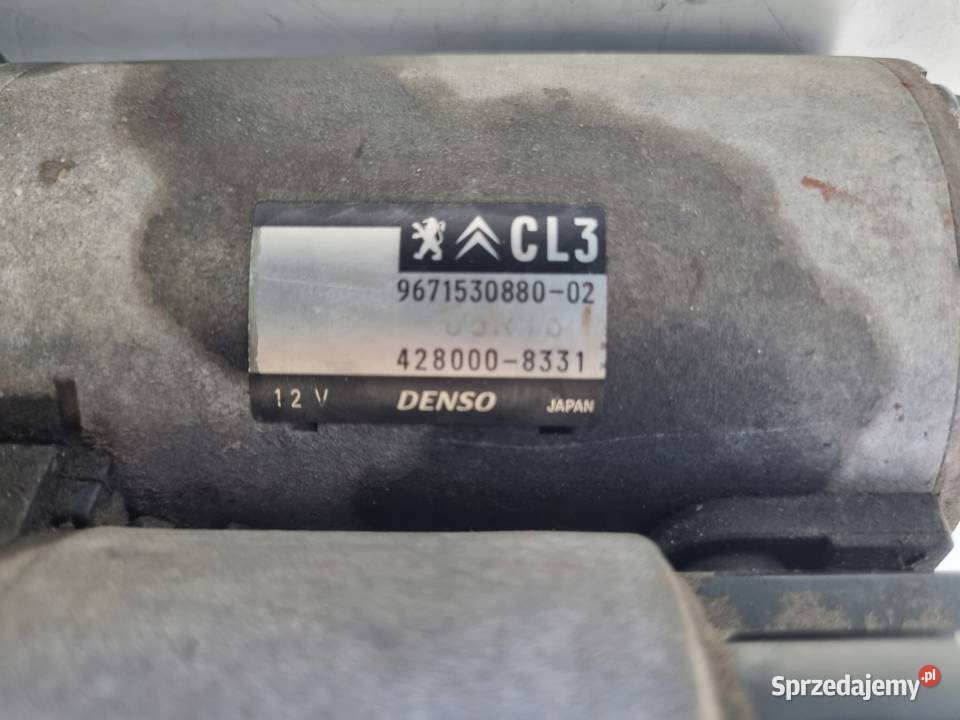 CL3
9671530880-02
428000-8331
12 V DENSO JAPAN
Sprzedajemy.pl